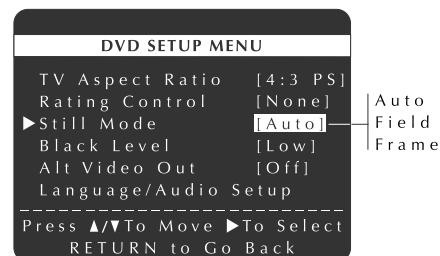 DVD SETUP MENU
TV Aspect Ratio [4:3 PS]
Rating Control [None]
▶Still Mode [Auto]
Black Level [Low]
Alt Video Out [Off]
Language/Audio Setup
Press ▲/▼To Move ▶To Select
RETURN to Go Back
Auto
Field
Frame